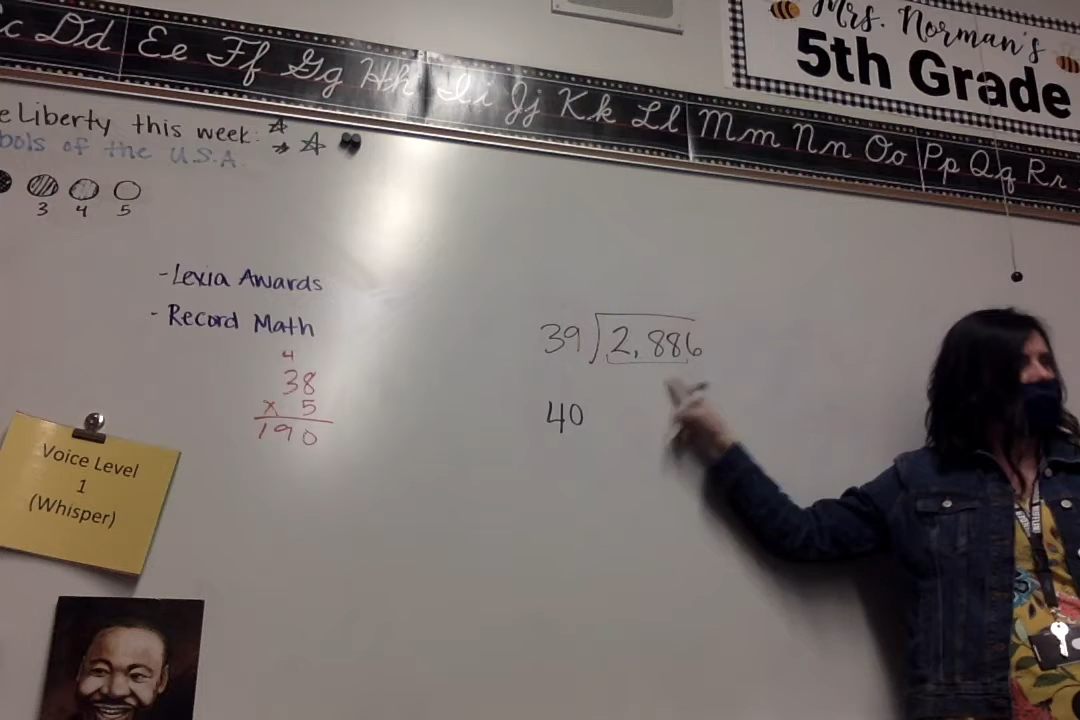 Mrs. Norman's
5th Grade
c Dd Ee Ff Gg Hh Ii Jj Kk Ll Mm Nn Oo Pp Qq Rr
e Liberty this week:
bols of the U.S.A.
3 4 5
- Lexia Awards
- Record Math
4
38
x 5
190
39 2,886
40
Voice Level
1
(Whisper)